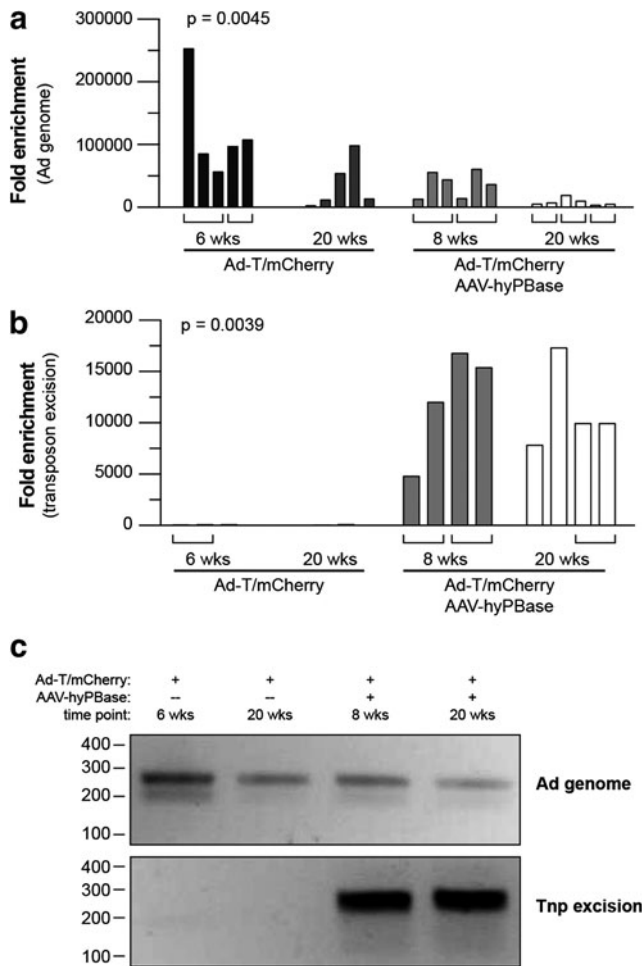 a
p = 0.0045
Fold enrichment
(Ad genome)
300000
200000
100000
0
6 wks
20 wks
8 wks
20 wks
Ad-T/mCherry
Ad-T/mCherry
AAV-hyPBase
b
p = 0.0039
Fold enrichment
(transposon excision)
20000
15000
10000
5000
0
6 wks
20 wks
8 wks
20 wks
Ad-T/mCherry
Ad-T/mCherry
AAV-hyPBase
c
Ad-T/mCherry: + + + +
AAV-hyPBase: -- -- + +
time point: 6 wks 20 wks 8 wks 20 wks
400
300
200
100
Ad genome
400
300
200
100
Tnp excision